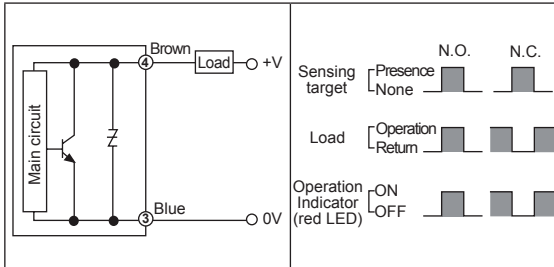 Brown
④ Load +V
Main circuit
Blue
③ 0V
N.O. N.C.
Sensing target
Presence
None
Load
Operation
Return
Operation Indicator (red LED)
ON
OFF